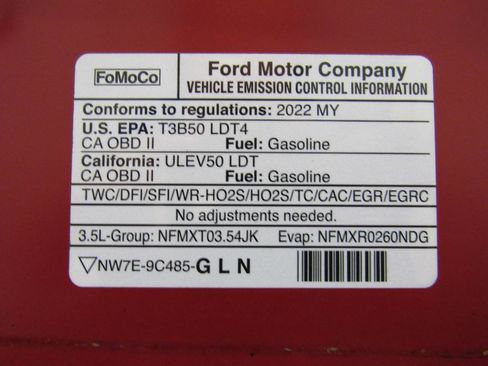 FoMoCo
Ford Motor Company
VEHICLE EMISSION CONTROL INFORMATION
Conforms to regulations: 2022 MY
U.S. EPA: T3B50 LDT4
CA OBD II Fuel: Gasoline
California: ULEV50 LDT
CA OBD II Fuel: Gasoline
TWC/DFI/SFI/WR-HO2S/HO2S/TC/CAC/EGR/EGRC
No adjustments needed.
3.5L-Group: NFMXT03.54JK Evap: NFMXR0260NDG
▽NW7E-9C485-GLN